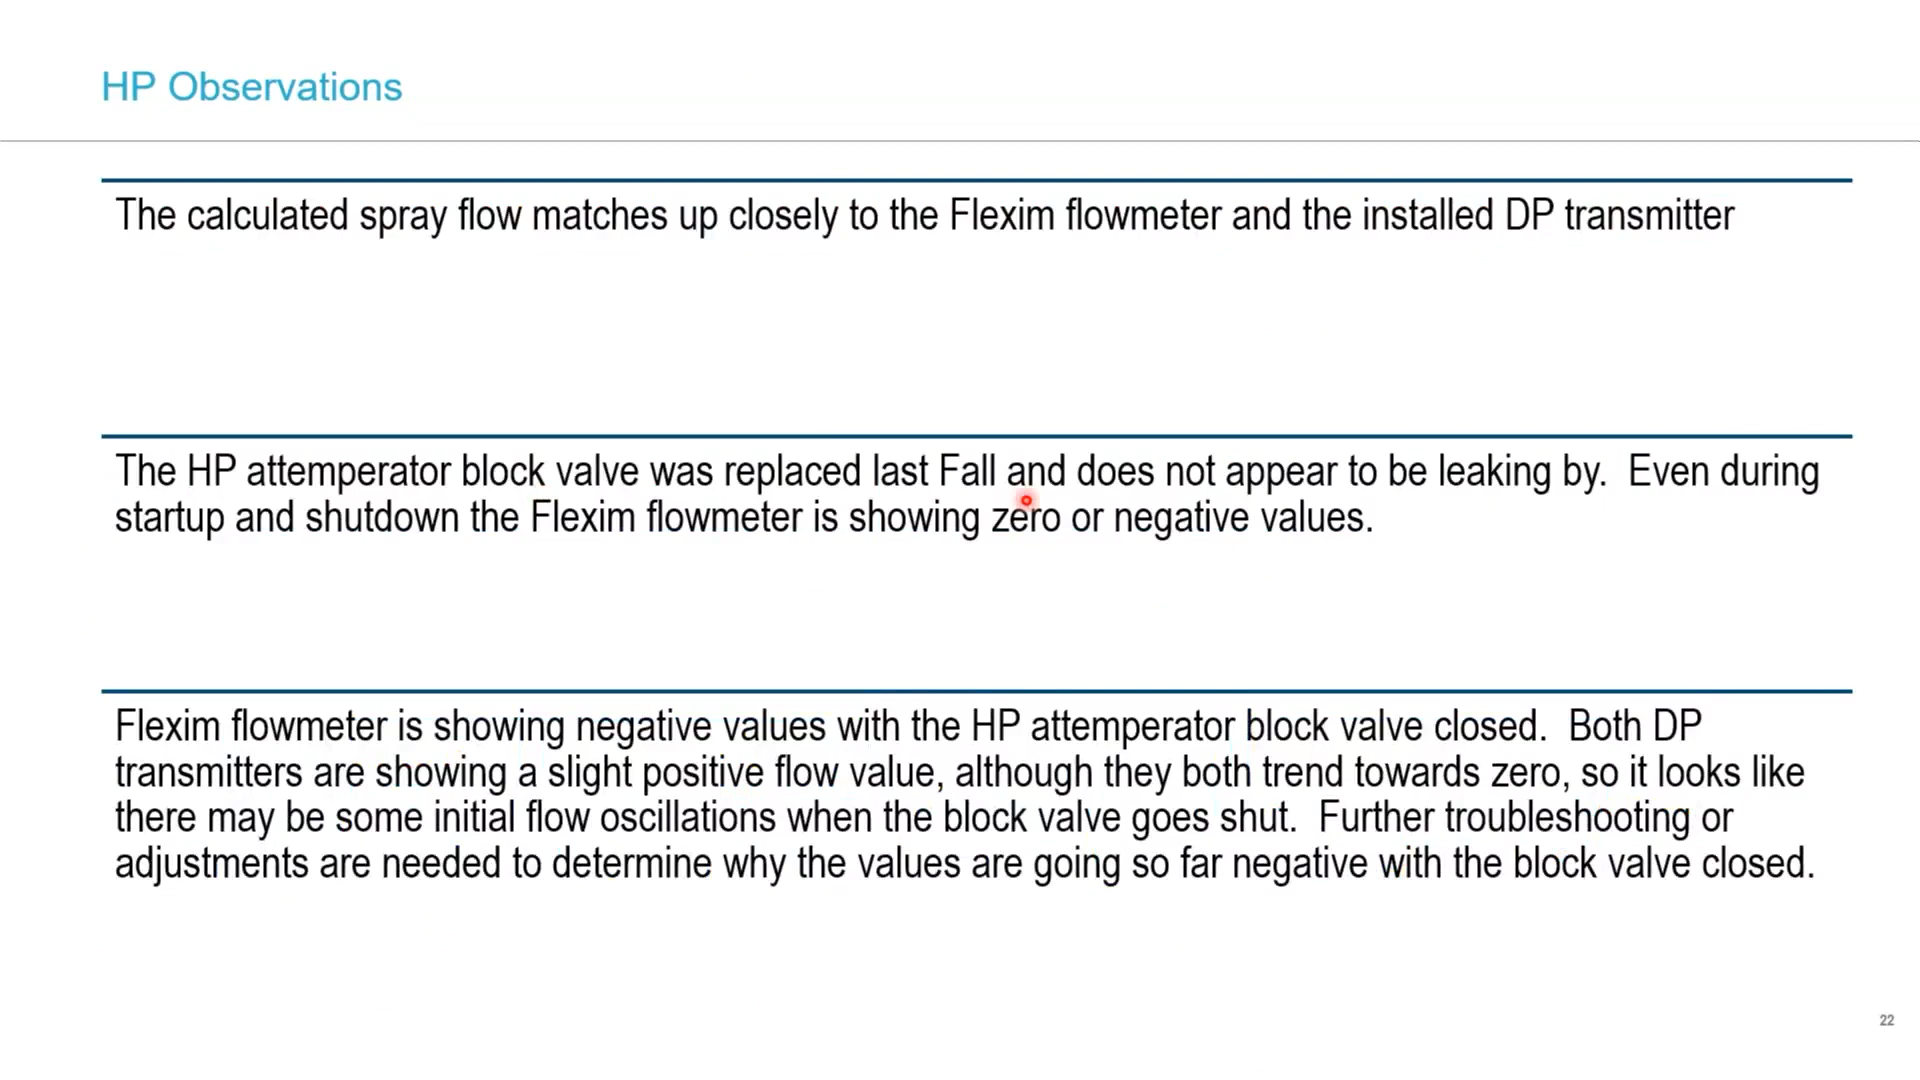 HP Observations
The calculated spray flow matches up closely to the Flexim flowmeter and the installed DP transmitter
The HP attemperator block valve was replaced last Fall and does not appear to be leaking by.  Even during
startup and shutdown the Flexim flowmeter is showing zero or negative values.
Flexim flowmeter is showing negative values with the HP attemperator block valve closed.  Both DP
transmitters are showing a slight positive flow value, although they both trend towards zero, so it looks like
there may be some initial flow oscillations when the block valve goes shut.  Further troubleshooting or
adjustments are needed to determine why the values are going so far negative with the block valve closed.
22